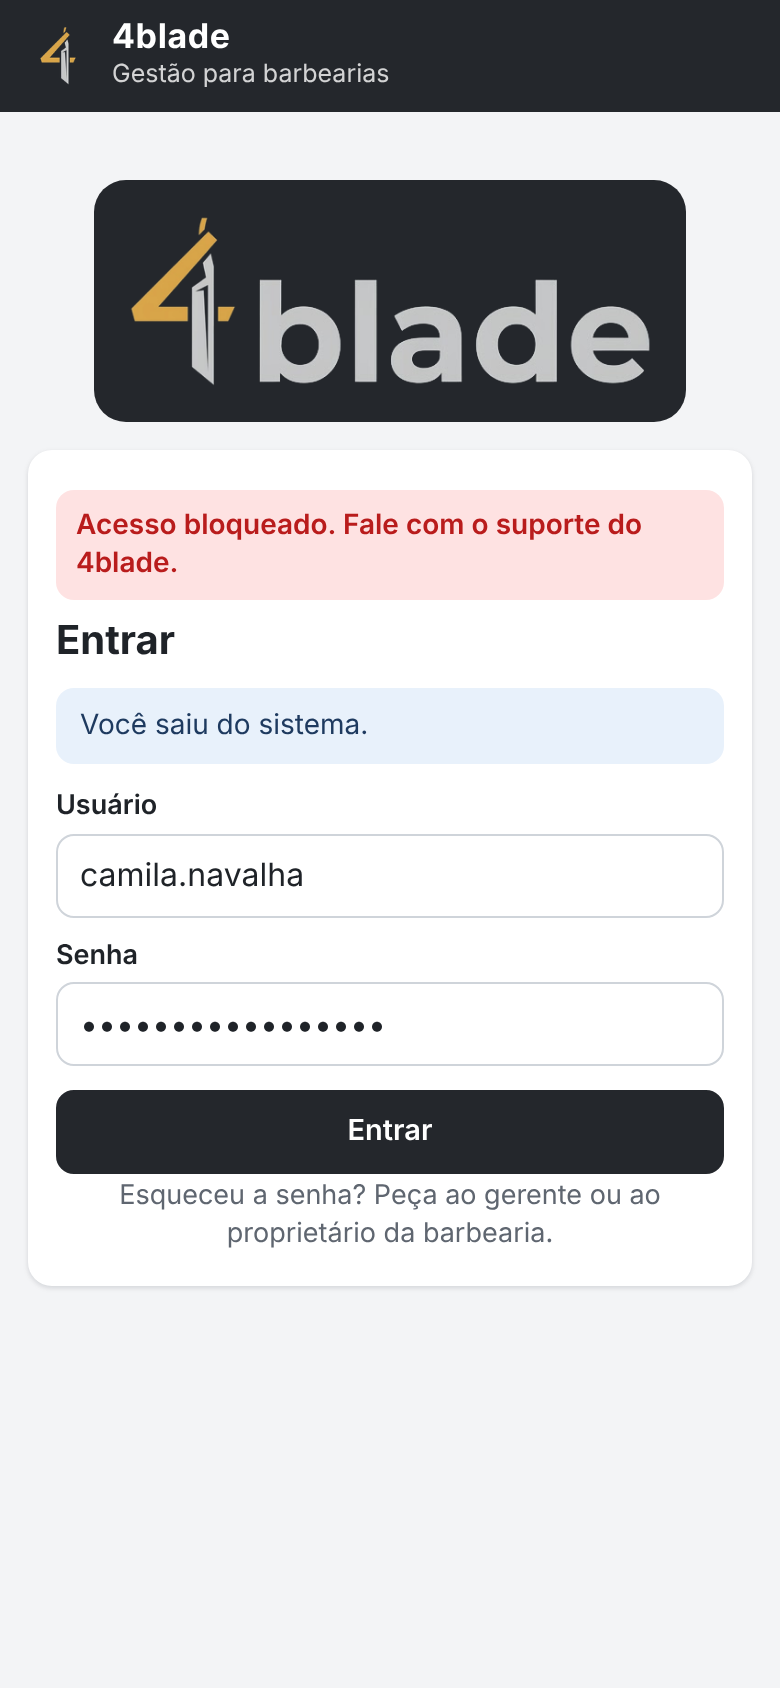 4blade
Gestão para barbearias
4blade
Acesso bloqueado. Fale com o suporte do
4blade.
Entrar
Você saiu do sistema.
Usuário
camila.navalha
Senha
•••••••••••••••••
Entrar
Esqueceu a senha? Peça ao gerente ou ao
proprietário da barbearia.